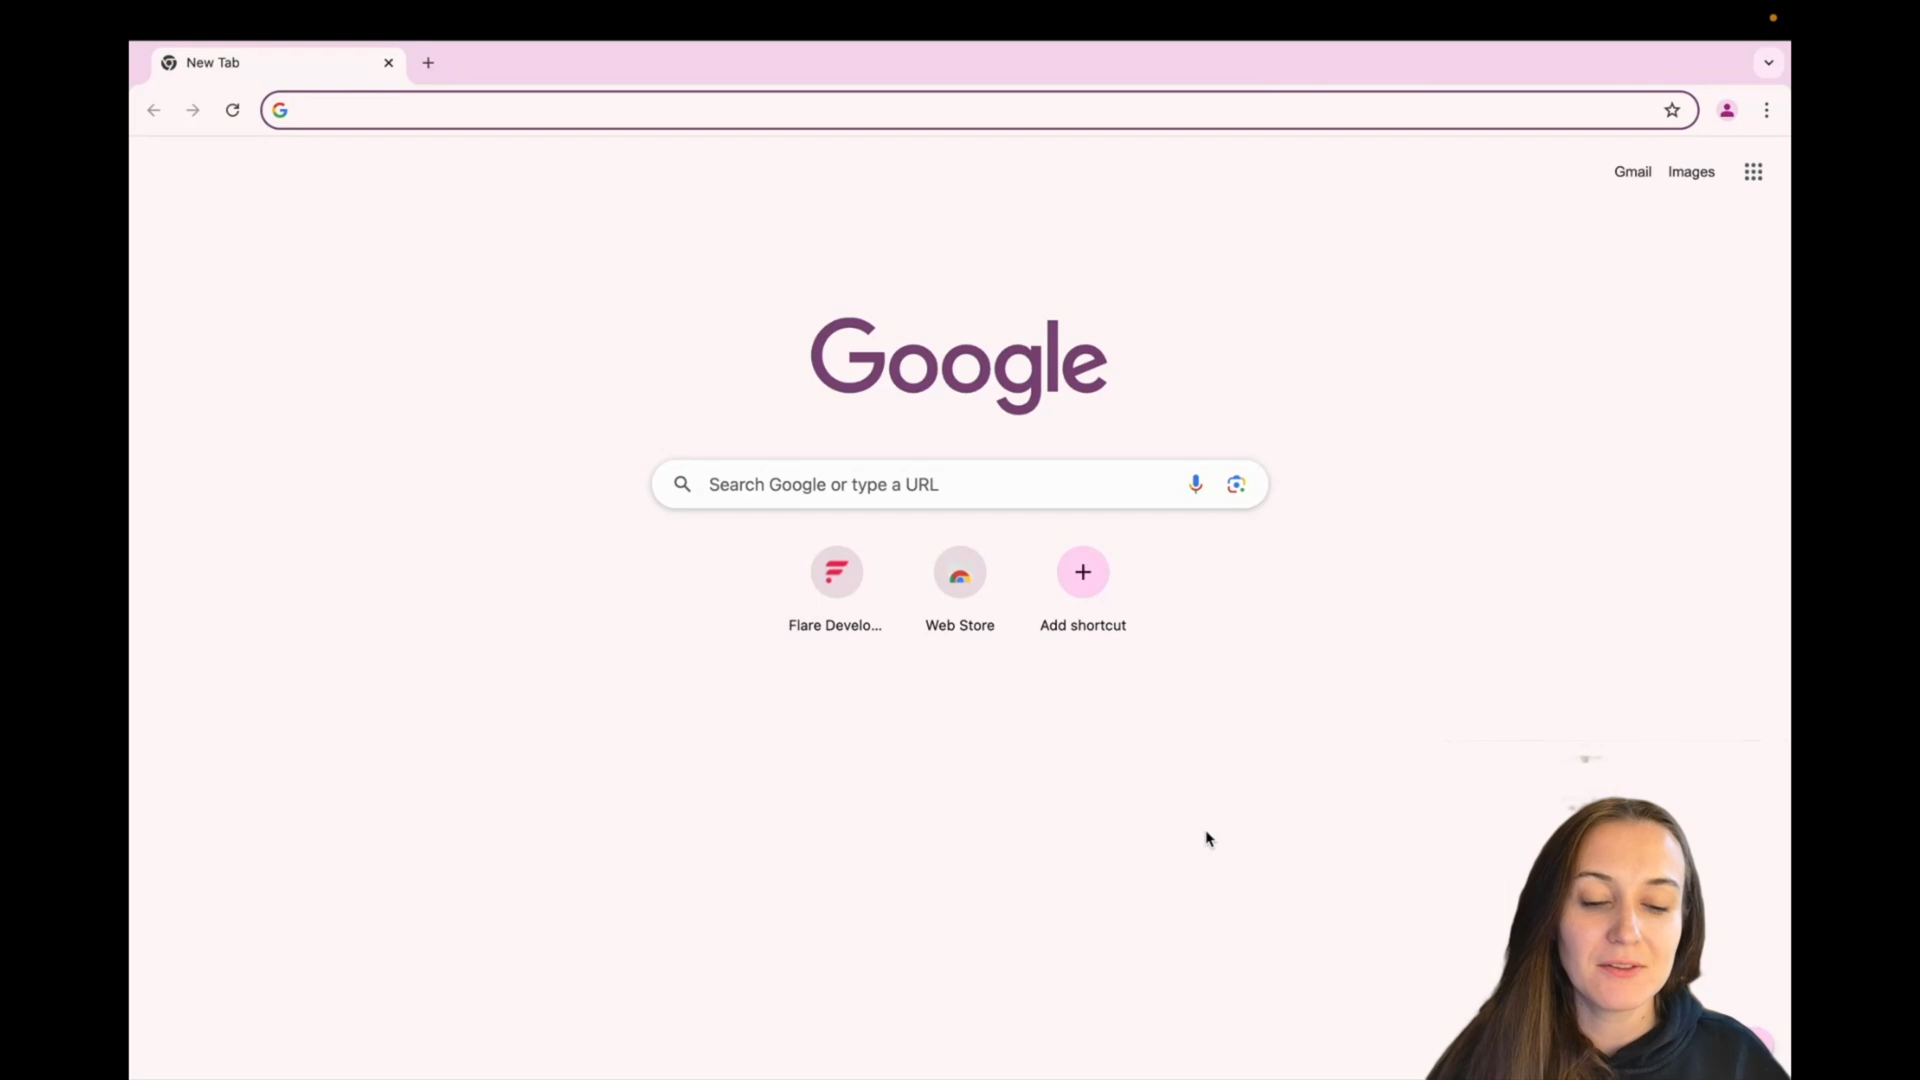 New Tab
Gmail Images
Google
Search Google or type a URL
Flare Develo... Web Store Add shortcut